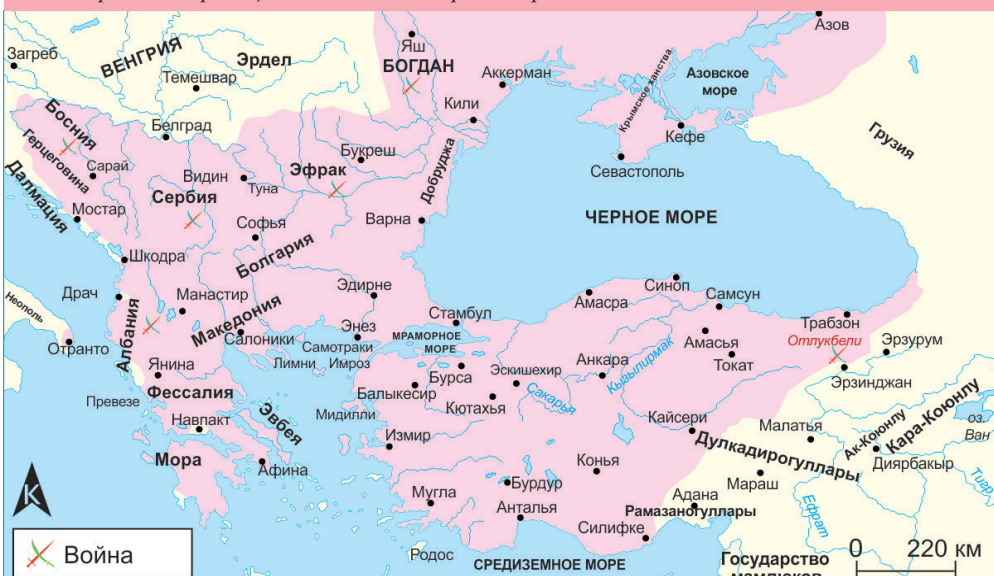 Азов
Яш
Загреб
ВЕНГРИЯ
Эрдел
БОГДАН
Темешвар
Аккерман
Крымское ханства
Азовское
море
Кили
Кефе
Грузия
Босния
Белград
Герцеговина
Сарай
Букреш
Эфрак
Добруджа
Севастополь
Далмация
Видин
Туна
Сербия
Мостар
Варна
ЧЕРНОЕ МОРЕ
Софья
Болгария
Шкодра
Драч
Манастир
Эдирне
Синоп
Самсун
Амасра
Неополь
Албания
Македония
Стамбул
Трабзон
Отранто
Салоники
Энез
МРАМОРНОЕ
МОРЕ
Амасья
Отлукбели
Эрзурум
Самотраки
Янина
Лимни
Имроз
Бурса
Эскишехир
Анкара
Кызылирмак
Токат
Эрзинджан
Фессалия
Балыкесир
Сакарья
Превезе
Кютахья
Навпакт
Эвбея
Мидилли
Кайсери
Малатья
Ак-Коюнлу
Кара-Коюнлу
оз.
Ван
Измир
Дулкадирогуллары
Мора
Афина
Конья
Диярбакыр
Мараш
Тигр
К
Мугла
Бурдур
Адана
Ефрат
Анталья
Рамазаногуллары
Силифке
Война
Родос
СРЕДИЗЕМНОЕ МОРЕ
Государство
мамлюков
0 220 км